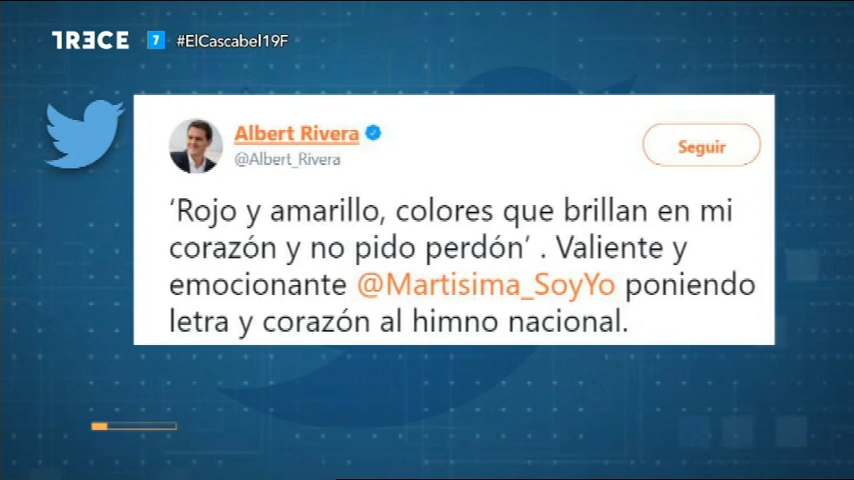 TRECE 7 #ElCascabel19F
Albert Rivera
@Albert_Rivera
Seguir
‘Rojo y amarillo, colores que brillan en mi
corazón y no pido perdón’ . Valiente y
emocionante @Martisima_SoyYo poniendo
letra y corazón al himno nacional.